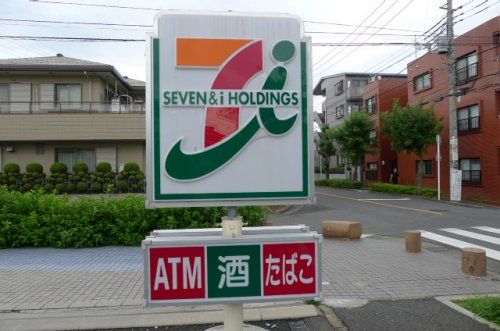 SEVEN & i HOLDINGS
ATM 酒 たばこ